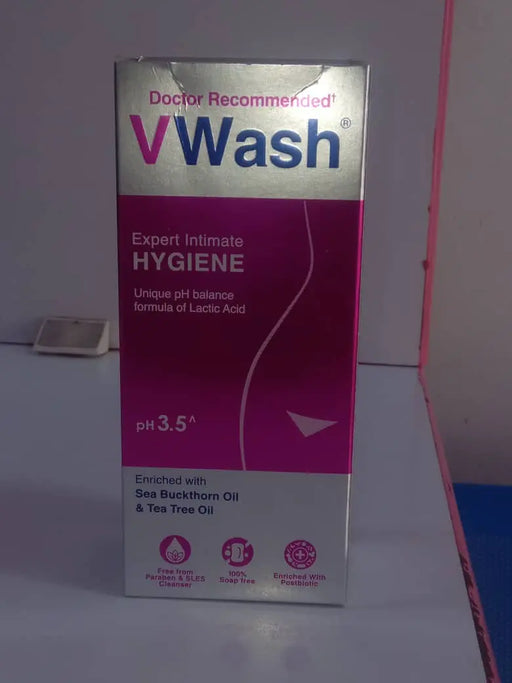 Doctor Recommended†
VWash®
Expert Intimate
HYGIENE
Unique pH balance
formula of Lactic Acid
pH 3.5^
Enriched with
Sea Buckthorn Oil
& Tea Tree Oil
Free from
Paraben & SLES
Cleanser
100%
Soap free
Enriched With
Postbiotic